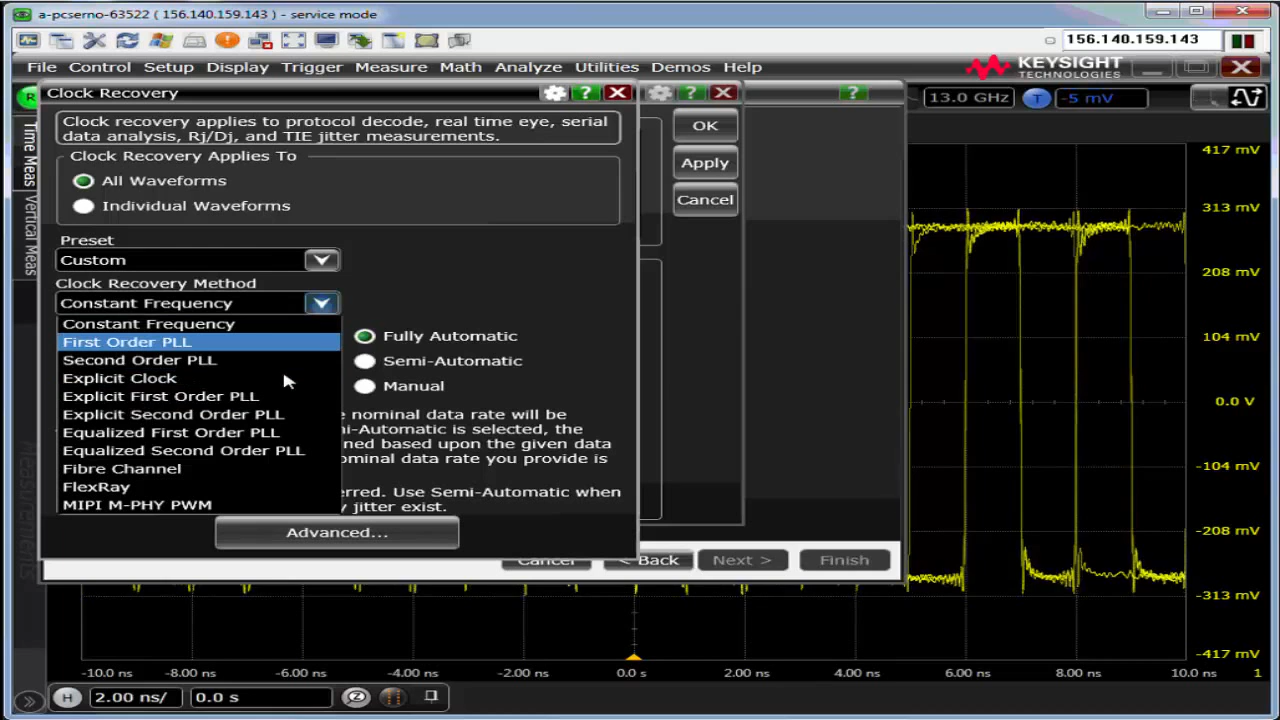 a-pcserno-63522 ( 156.140.159.143 ) - service mode
156.140.159.143
File Control Setup Display Trigger Measure Math Analyze Utilities Demos Help
KEYSIGHT
TECHNOLOGIES
Clock Recovery
13.0 GHz
T
-5 mV
Clock recovery applies to protocol decode, real time eye, serial
data analysis, Rj/Dj, and TIE jitter measurements.
OK
Apply
Cancel
Clock Recovery Applies To
All Waveforms
Individual Waveforms
Time Meas
Vertical Meas
Measurements
Preset
Custom
Clock Recovery Method
Constant Frequency
Constant Frequency
First Order PLL
Second Order PLL
Explicit Clock
Explicit First Order PLL
Explicit Second Order PLL
Equalized First Order PLL
Equalized Second Order PLL
Fibre Channel
FlexRay
MIPI M-PHY PWM
Fully Automatic
Semi-Automatic
Manual
e nominal data rate will be
mi-Automatic is selected, the
ned based upon the given data
ominal data rate you provide is
erred. Use Semi-Automatic when
y jitter exist.
Advanced...
Cancel
< Back
Next >
Finish
417 mV
313 mV
208 mV
104 mV
0.0 V
-104 mV
-208 mV
-313 mV
-417 mV
-10.0 ns -8.00 ns -6.00 ns -4.00 ns -2.00 ns 0.0 s 2.00 ns 4.00 ns 6.00 ns 8.00 ns 10.0 ns 1
H
2.00 ns/
0.0 s